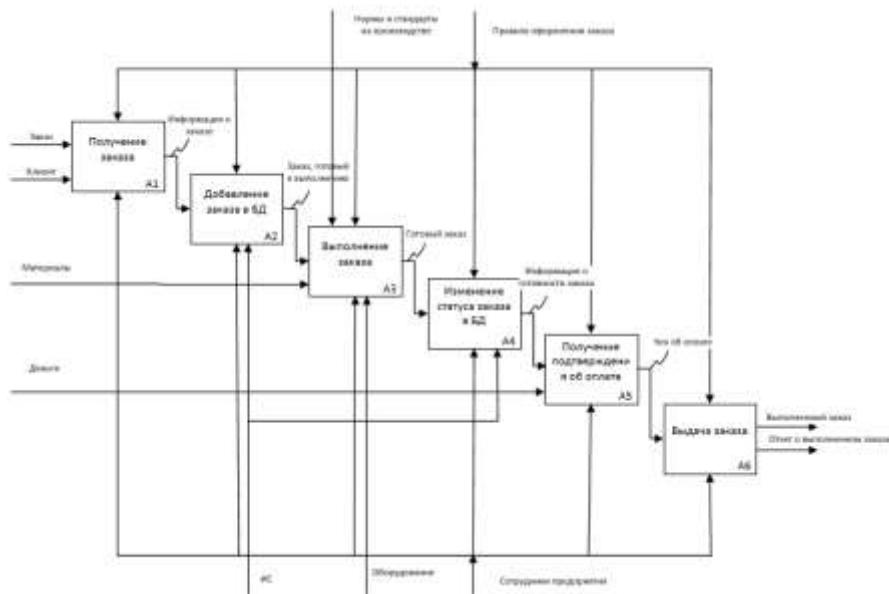 Нормы и стандарты
на производстве
Правила оформления заказа
Заказ
Клиент
Получение
заказа
A1
Информация о
заказе
Добавление
заказа в БД
A2
Заказ, готовый
к выполнению
Выполнение
заказа
A3
Готовый заказ
Материалы
Изменение
статуса заказа
в БД
A4
Информация о
готовности заказа
Получение
подтверждени
я об оплате
A5
Чек об оплате
Деньги
Выдача заказа
A6
Выполненный заказ
Отчет о выполненном заказе
ИС
Оборудование
Сотрудники предприятия